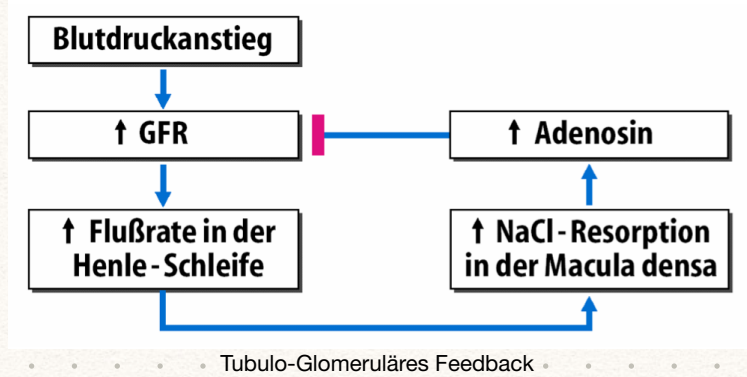 Blutdruckanstieg
↑ GFR
↑ Adenosin
↑ Flußrate in der
Henle-Schleife
↑ NaCl-Resorption
in der Macula densa
Tubulo-Glomeruläres Feedback